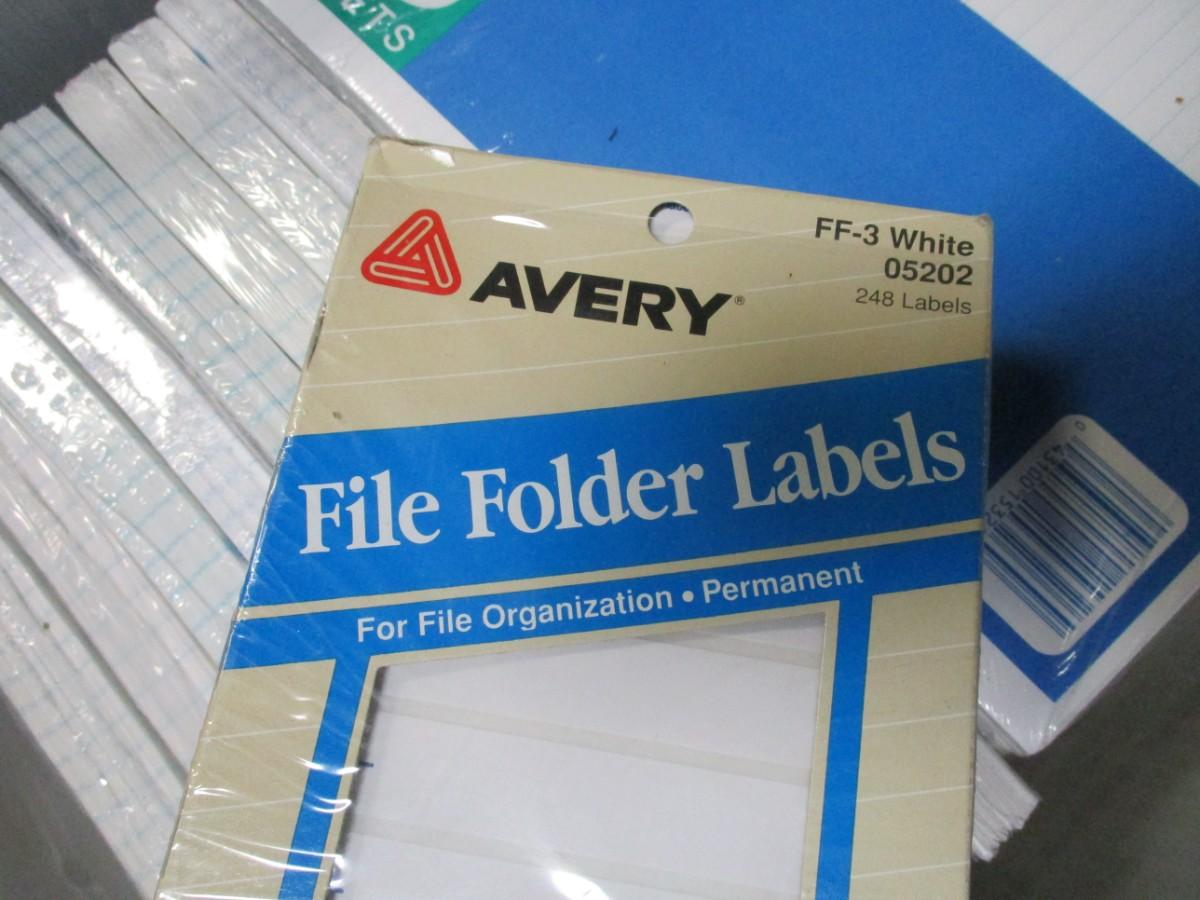 AVERY®
FF-3 White
05202
248 Labels
File Folder Labels
For File Organization • Permanent